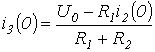 i₃(0) = (U₀ − R₁i₂(0)) / (R₁ + R₂)